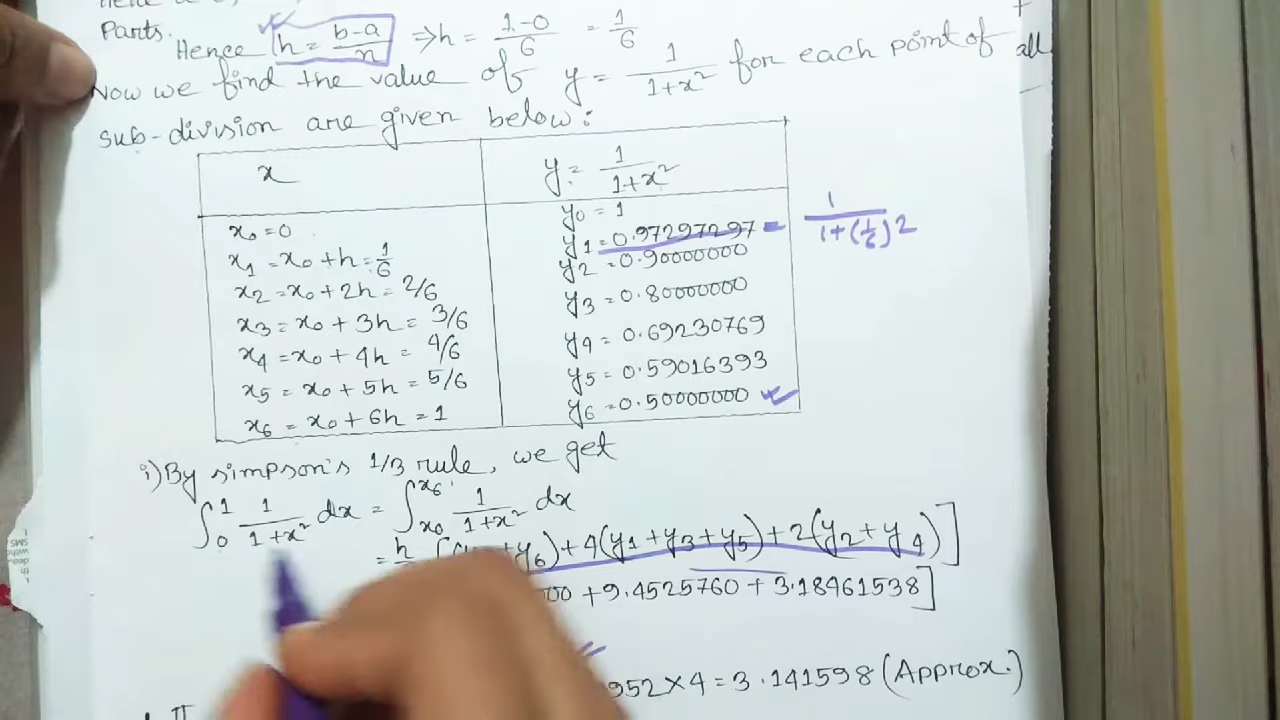 Parts.
Hence h = b-a/n ⇒ h = 1-0/6 = 1/6
Now we find the value of y = 1/1+x² for each point of all
sub-division are given below:
x y = 1/1+x²
x0 = 0 y0 = 1
x1 = x0 + h = 1/6 y1 = 0.97297297 = 1/1+(1/6)2
x2 = x0 + 2h = 2/6 y2 = 0.90000000
x3 = x0 + 3h = 3/6 y3 = 0.80000000
x4 = x0 + 4h = 4/6 y4 = 0.69230769
x5 = x0 + 5h = 5/6 y5 = 0.59016393
x6 = x0 + 6h = 1 y6 = 0.50000000
i) By simpson's 1/3 rule, we get
∫0 1 1/1+x² dx = ∫x0 x6 1/1+x² dx
= h y6) + 4(y1 + y3 + y5) + 2(y2 + y4)]
00 + 9.4525760 + 3.18461538]
952 × 4 = 3.141598 (Approx.)